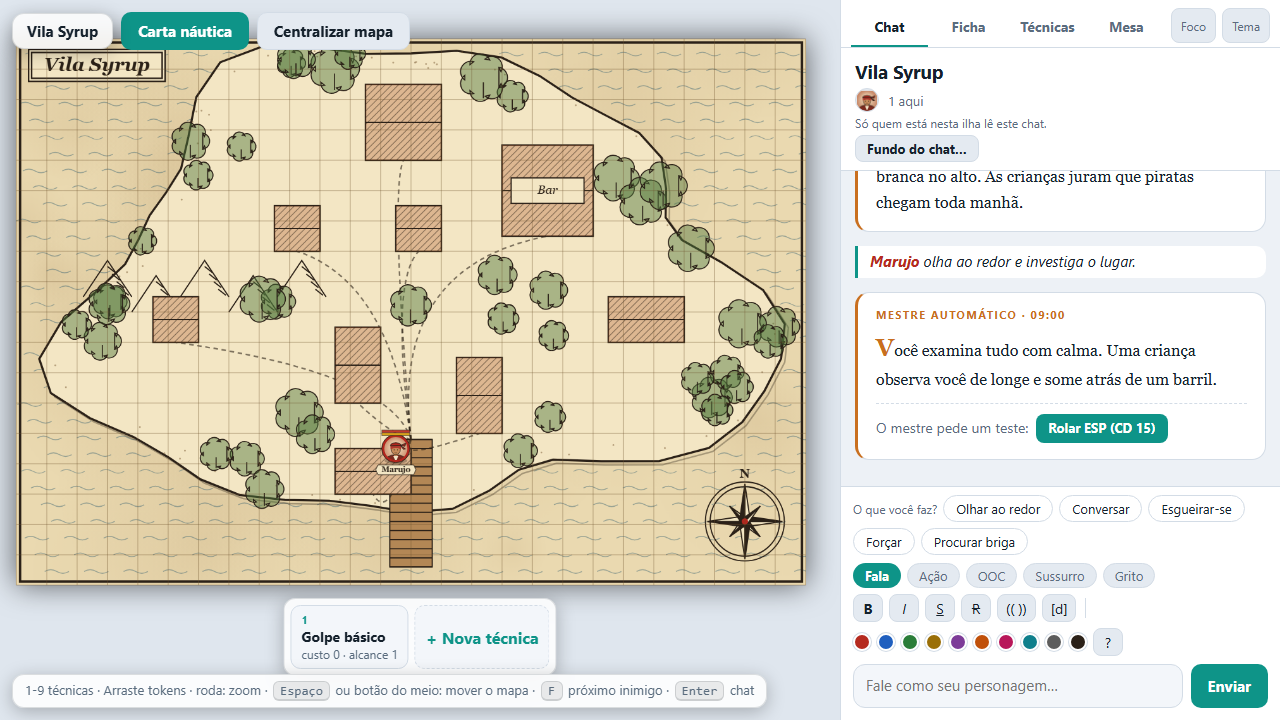 Vila Syrup
Carta náutica
Centralizar mapa
Vila Syrup
Bar
Marujo
N
1
Golpe básico
custo 0 · alcance 1
+ Nova técnica
1-9 técnicas · Arraste tokens · roda: zoom · Espaço ou botão do meio: mover o mapa · F próximo inimigo · Enter chat
Chat
Ficha
Técnicas
Mesa
Foco
Tema
Vila Syrup
1 aqui
Só quem está nesta ilha lê este chat.
Fundo do chat...
branca no alto. As crianças juram que piratas
chegam toda manhã.
Marujo olha ao redor e investiga o lugar.
MESTRE AUTOMÁTICO · 09:00
Você examina tudo com calma. Uma criança
observa você de longe e some atrás de um barril.
O mestre pede um teste: Rolar ESP (CD 15)
O que você faz? Olhar ao redor Conversar Esgueirar-se
Forçar Procurar briga
Fala Ação OOC Sussurro Grito
B I S R (( )) [d]
?
Fale como seu personagem...
Enviar